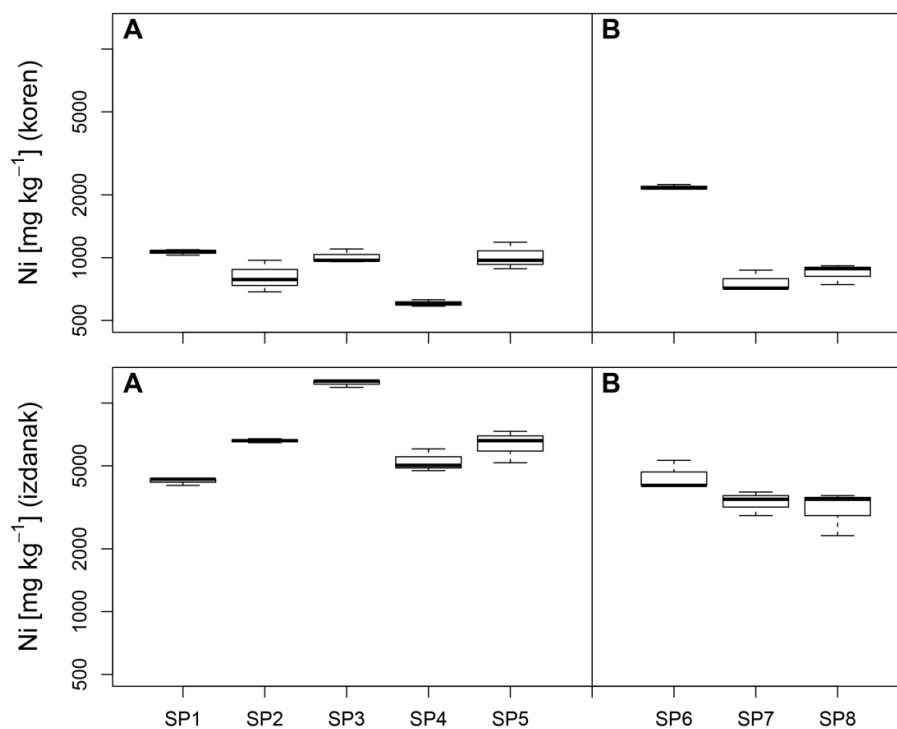 A
B
Ni [mg kg⁻¹] (koren)
5000
2000
1000
500
A
B
Ni [mg kg⁻¹] (izdanak)
5000
2000
1000
500
SP1 SP2 SP3 SP4 SP5 SP6 SP7 SP8